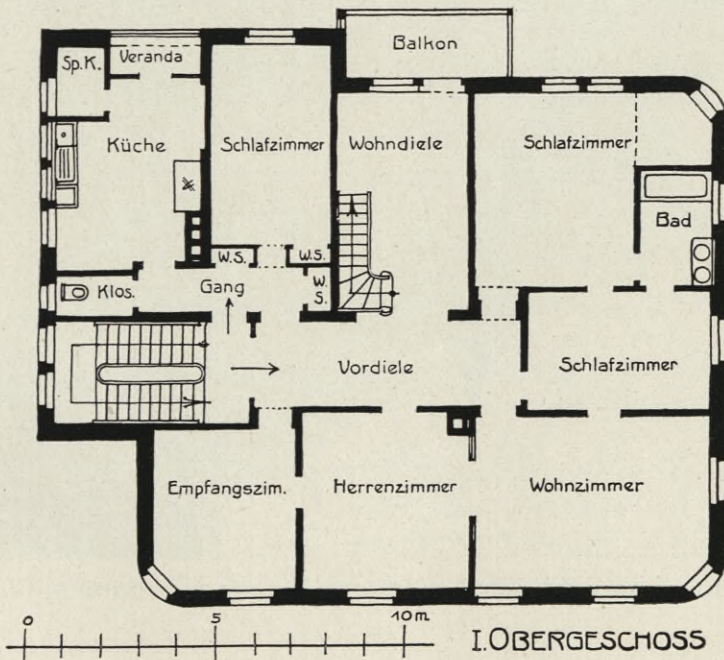 Balkon
Sp.K.
Veranda
Küche
Schlafzimmer
Wohndiele
Schlafzimmer
Bad
W.S.
W.S.
W.
S.
Klos.
Gang
Vordiele
Schlafzimmer
Empfangszim.
Herrenzimmer
Wohnzimmer
0 5 10m
I.OBERGESCHOSS